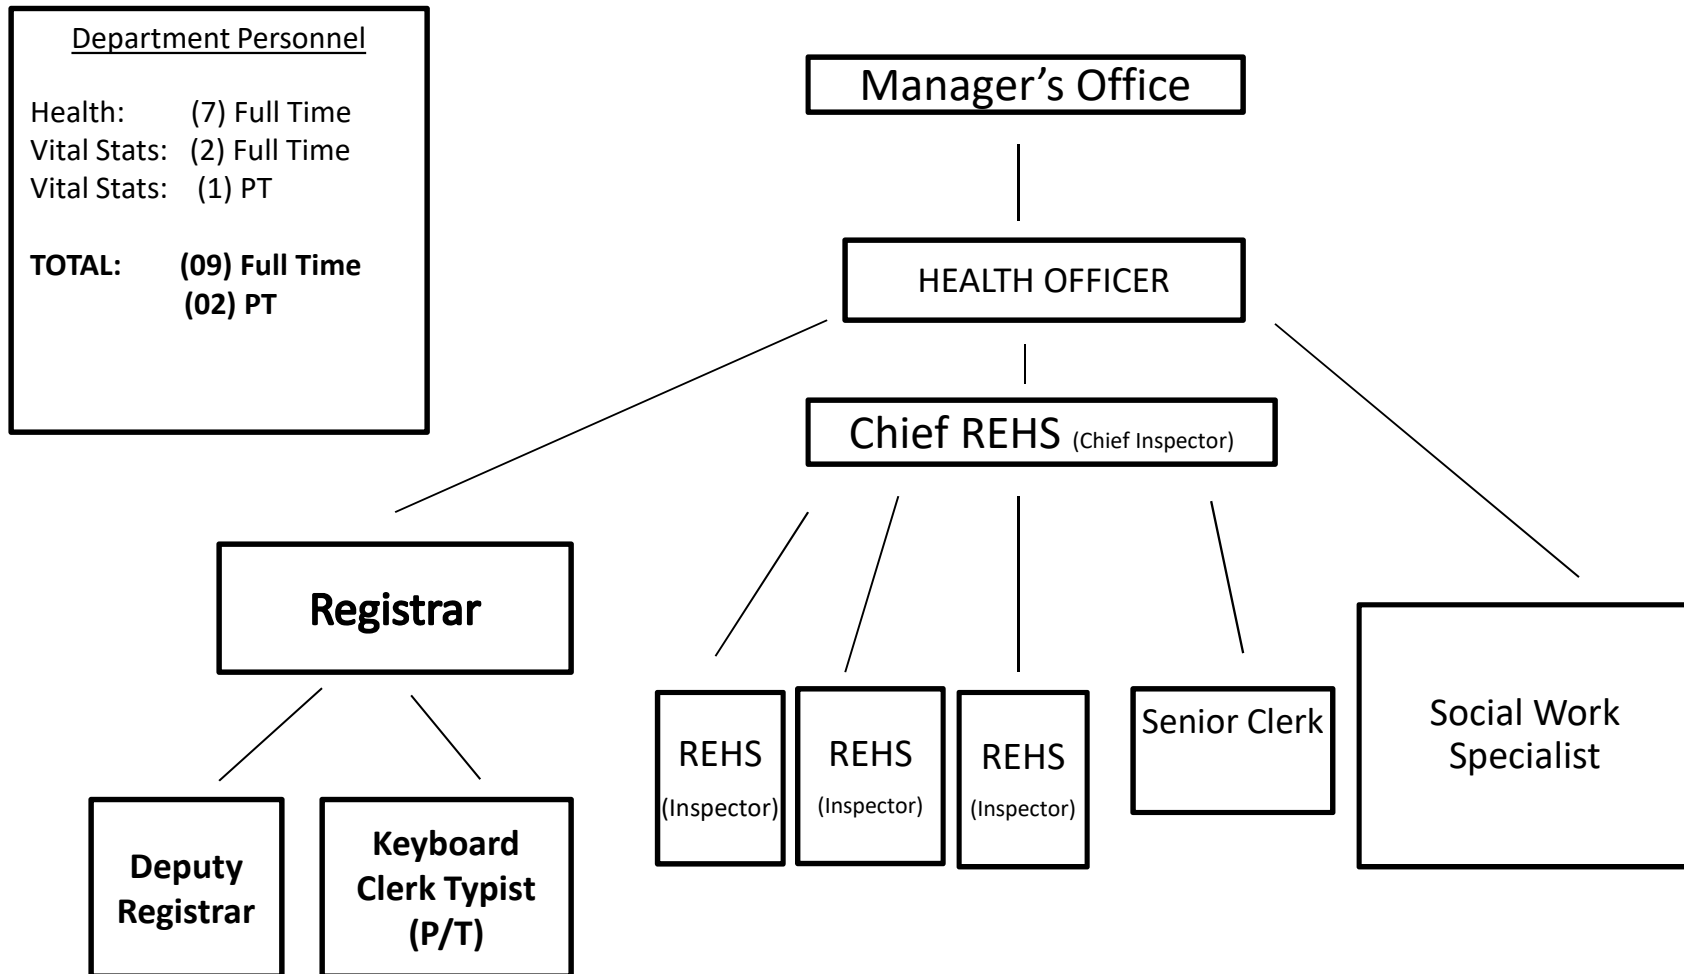 Department Personnel
Health: (7) Full Time
Vital Stats: (2) Full Time
Vital Stats: (1) PT
TOTAL: (09) Full Time
(02) PT
Manager’s Office
HEALTH OFFICER
Chief REHS (Chief Inspector)
Registrar
Deputy
Registrar
Keyboard
Clerk Typist
(P/T)
REHS
(Inspector)
REHS
(Inspector)
REHS
(Inspector)
Senior Clerk
Social Work
Specialist